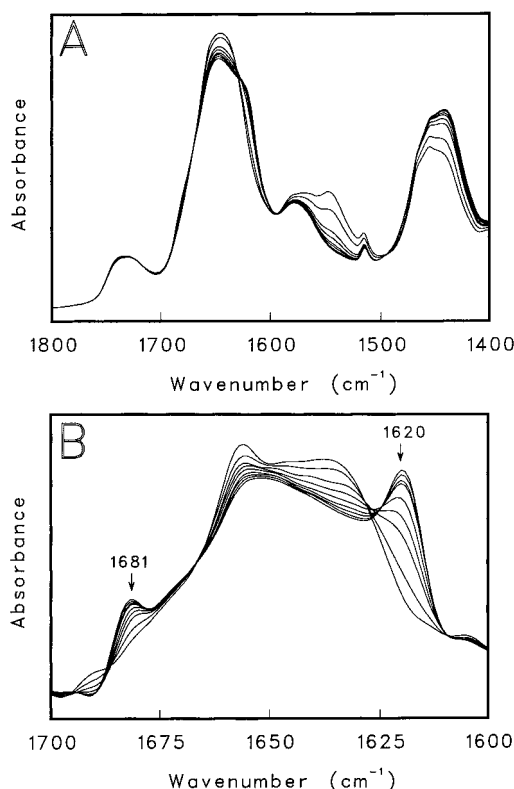 A
Absorbance
1800 1700 1600 1500 1400
Wavenumber (cm⁻¹)
B
1620
1681
Absorbance
1700 1675 1650 1625 1600
Wavenumber (cm⁻¹)